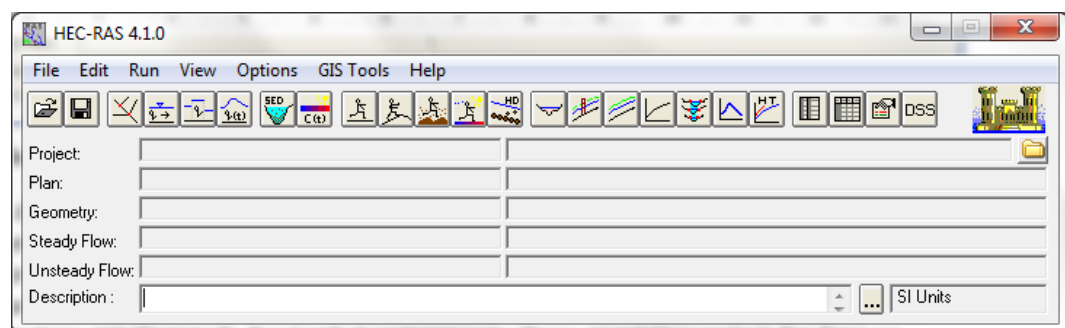 HEC-RAS 4.1.0
File Edit Run View Options GIS Tools Help
SED C(t) HD HT DSS
Project:
Plan:
Geometry:
Steady Flow:
Unsteady Flow:
Description : ... SI Units